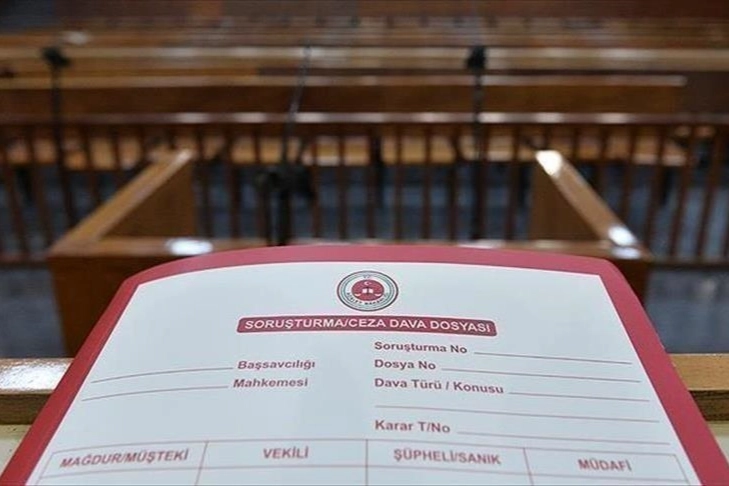 SORUŞTURMA/CEZA DAVA DOSYASI
Başsavcılığı
Mahkemesi
Soruşturma No
Dosya No
Dava Türü / Konusu
Karar T/No
MAĞDUR/MÜŞTEKİ VEKİLİ ŞÜPHELİ/SANIK MÜDAFİ